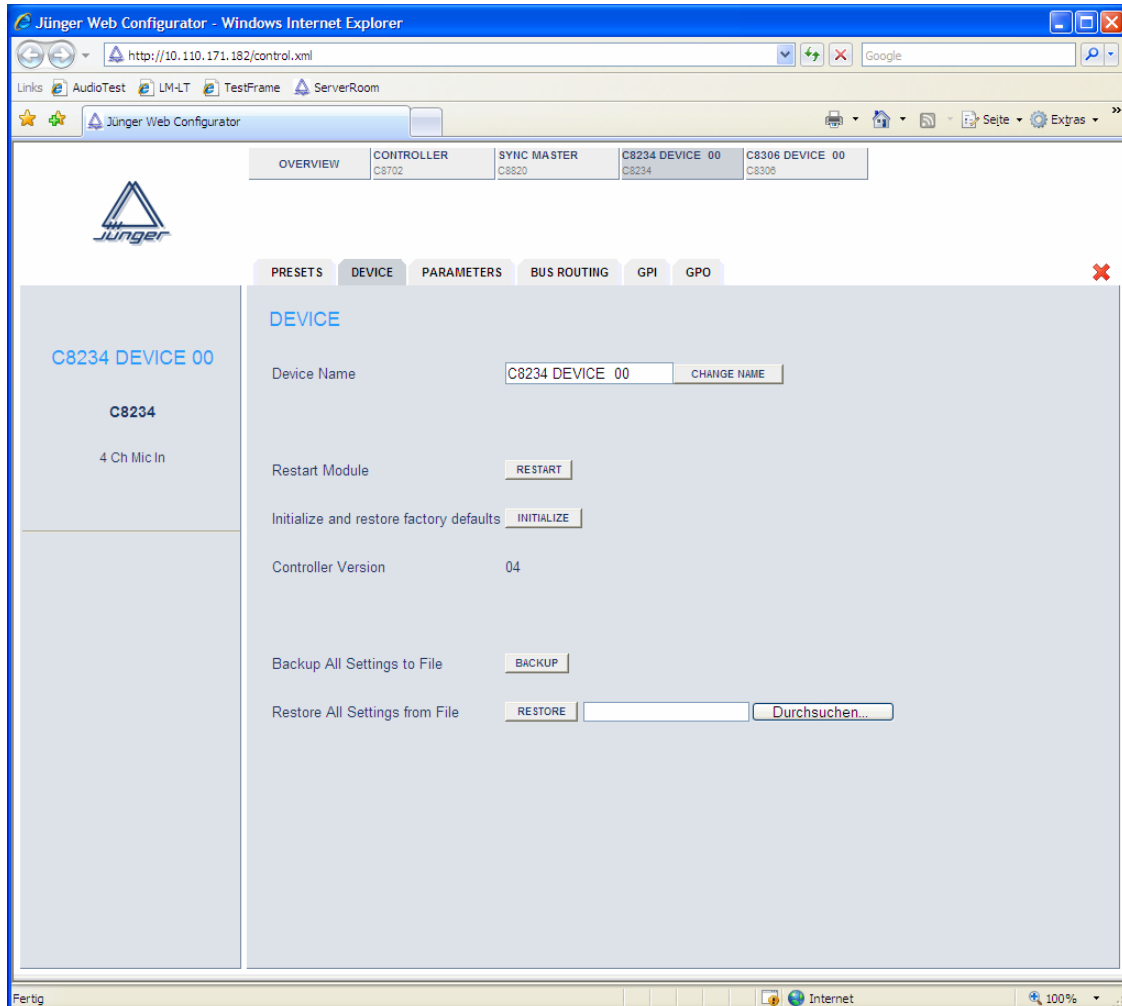 Jünger Web Configurator - Windows Internet Explorer
http://10.110.171.182/control.xml
Google
Links AudioTest LM-LT TestFrame ServerRoom
Jünger Web Configurator
Seite Extras »
OVERVIEW
CONTROLLER
C8702
SYNC MASTER
C8820
C8234 DEVICE 00
C8234
C8306 DEVICE 00
C8306
Jünger
PRESETS DEVICE PARAMETERS BUS ROUTING GPI GPO
C8234 DEVICE 00
C8234
4 Ch Mic In
DEVICE
Device Name C8234 DEVICE 00 CHANGE NAME
Restart Module RESTART
Initialize and restore factory defaults INITIALIZE
Controller Version 04
Backup All Settings to File BACKUP
Restore All Settings from File RESTORE Durchsuchen...
Fertig Internet 100%